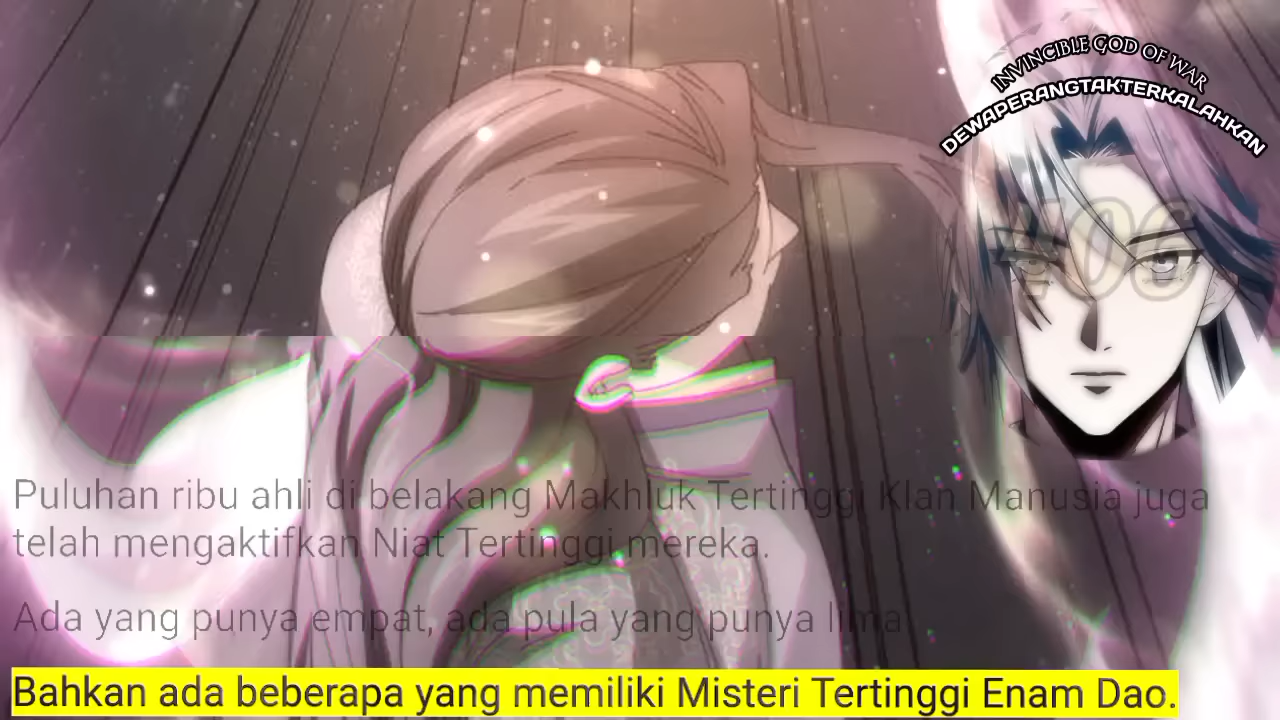 INVINCIBLE GOD OF WAR
DEWAPERANGTAKTERKALAHKAN
406
Puluhan ribu ahli di belakang Makhluk Tertinggi Klan Manusia juga
telah mengaktifkan Niat Tertinggi mereka.
Ada yang punya empat, ada pula yang punya lima
Bahkan ada beberapa yang memiliki Misteri Tertinggi Enam Dao.